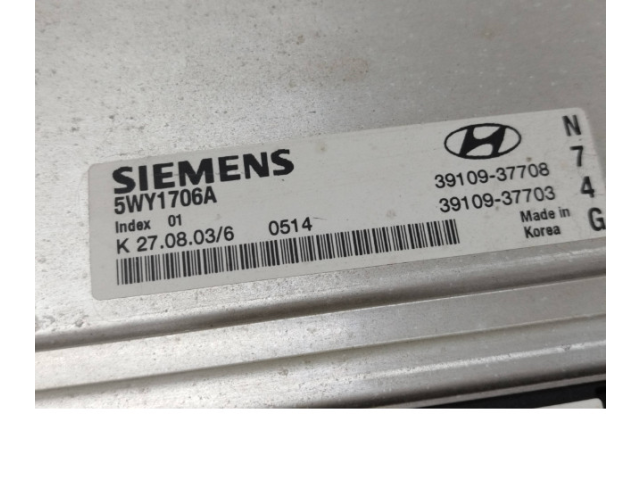 SIEMENS
5WY1706A
Index 01
K 27.08.03/6 0514
39109-37708
39109-37703
Made in
Korea
N
7
4
G